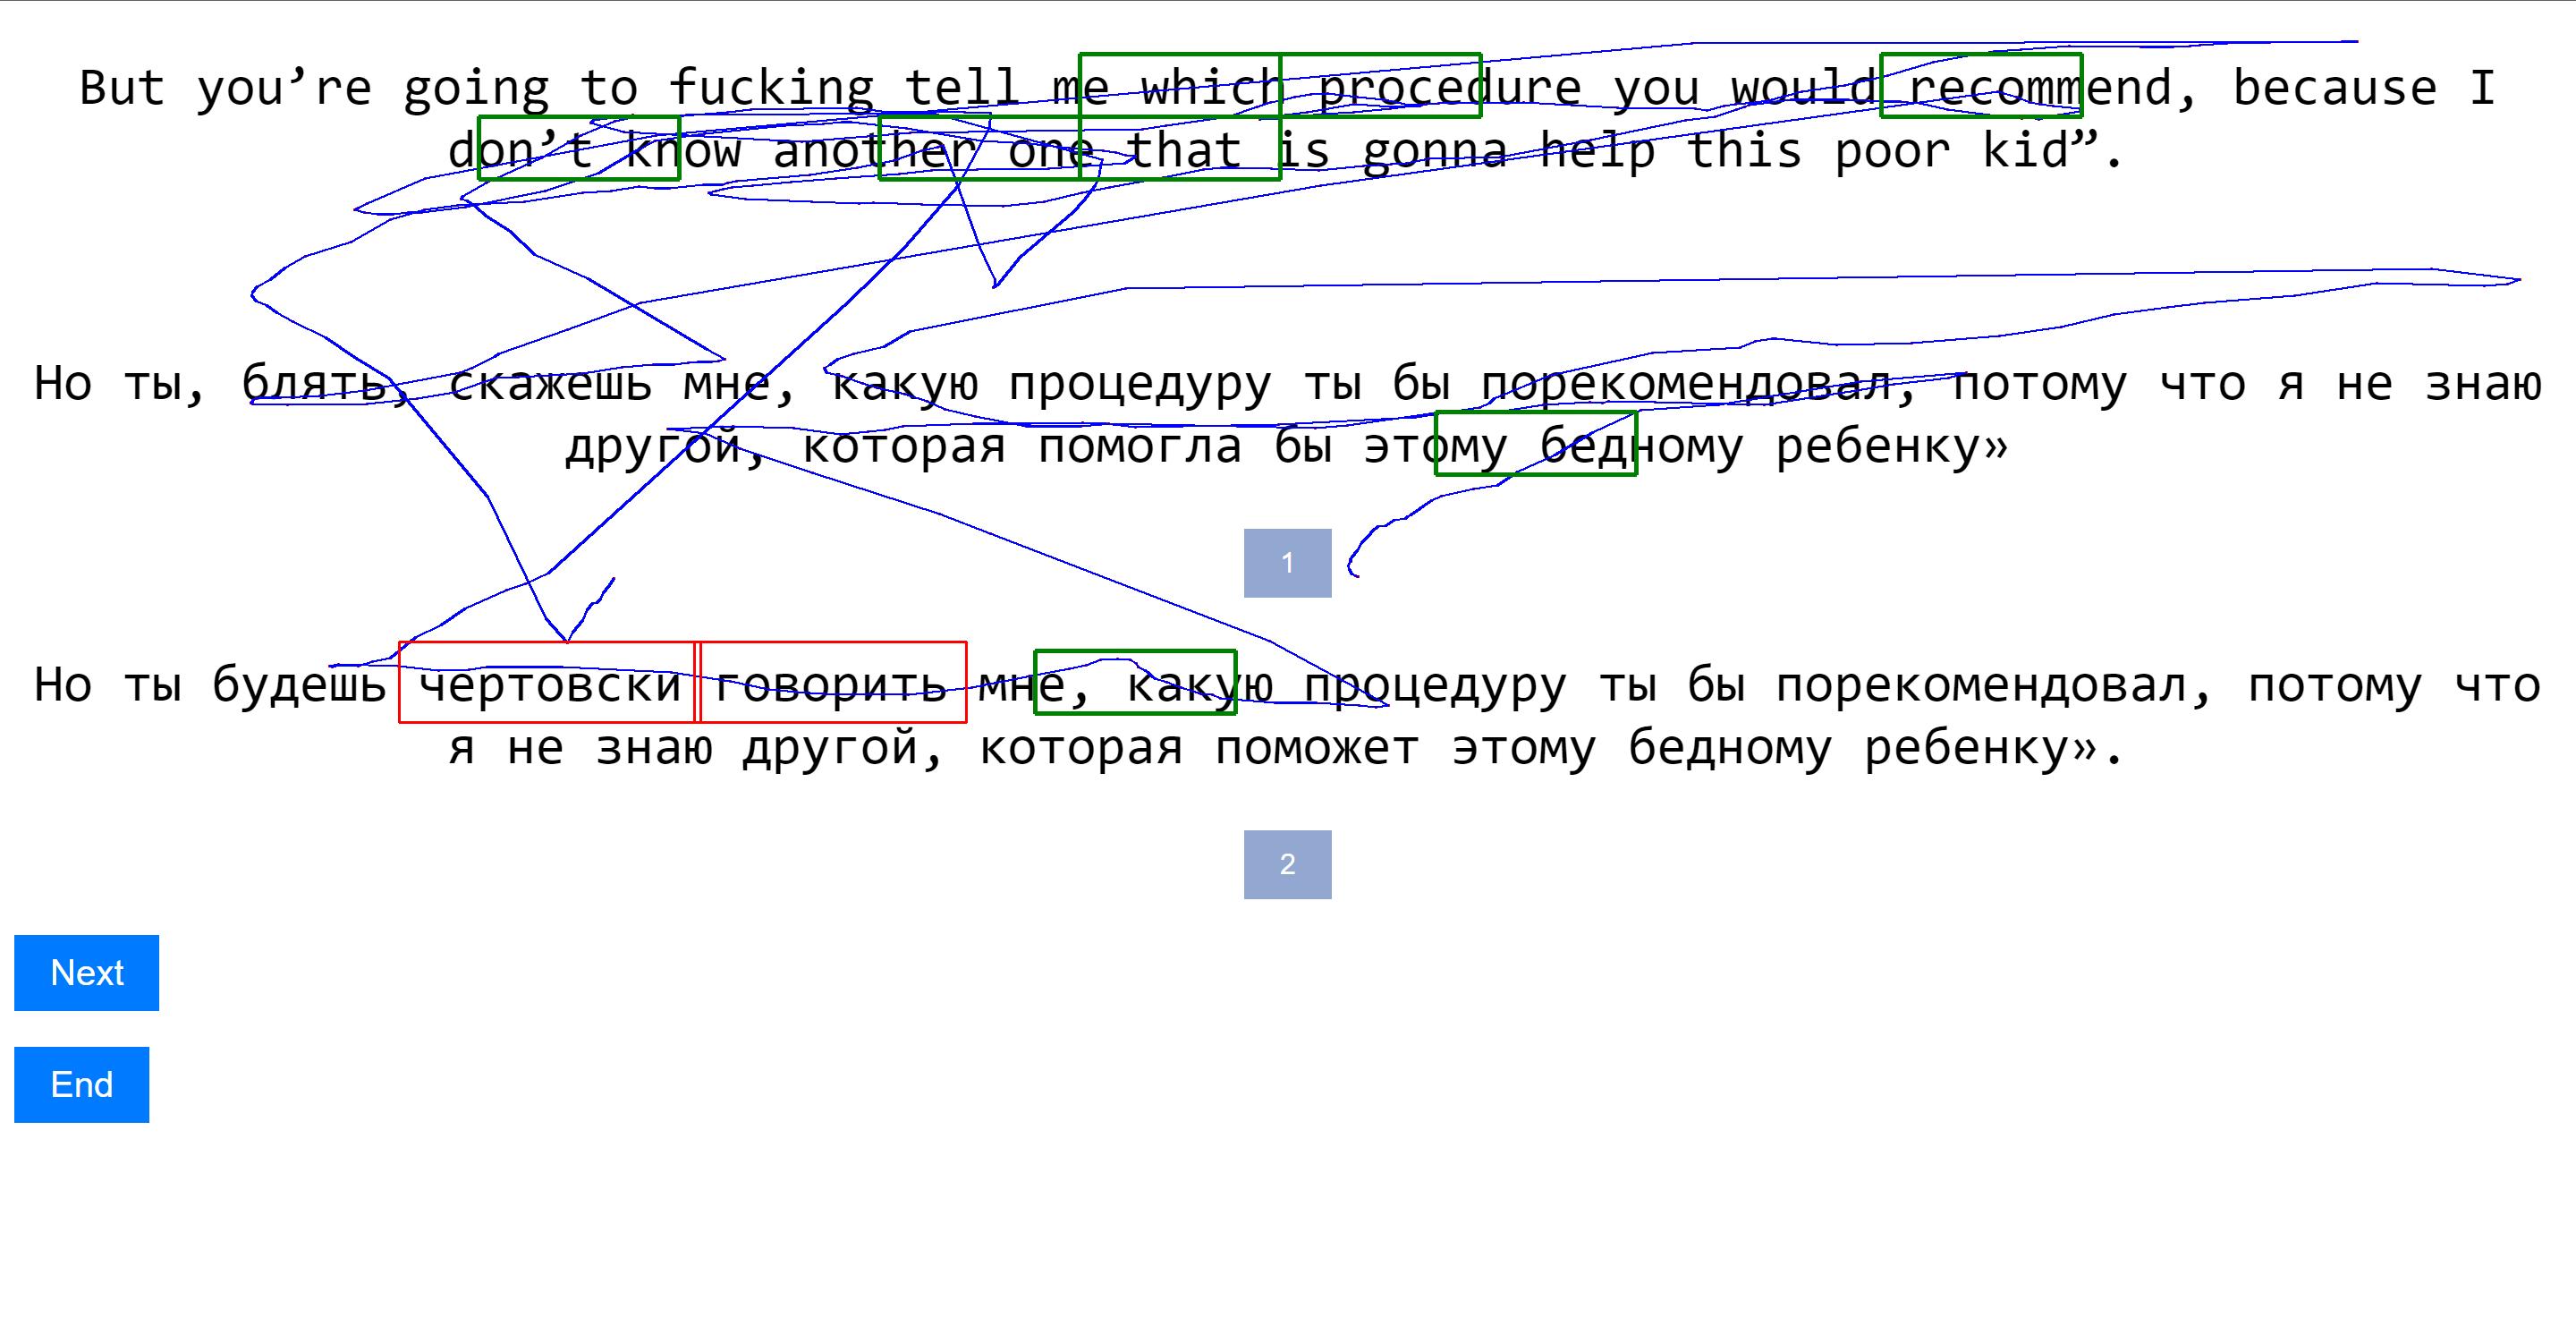 But you’re going to fucking tell me which procedure you would recommend, because I
don’t know another one that is gonna help this poor kid”.
Но ты, блять, скажешь мне, какую процедуру ты бы порекомендовал, потому что я не знаю
другой, которая помогла бы этому бедному ребенку»
1
Но ты будешь чертовски говорить мне, какую процедуру ты бы порекомендовал, потому что
я не знаю другой, которая поможет этому бедному ребенку».
2
Next
End